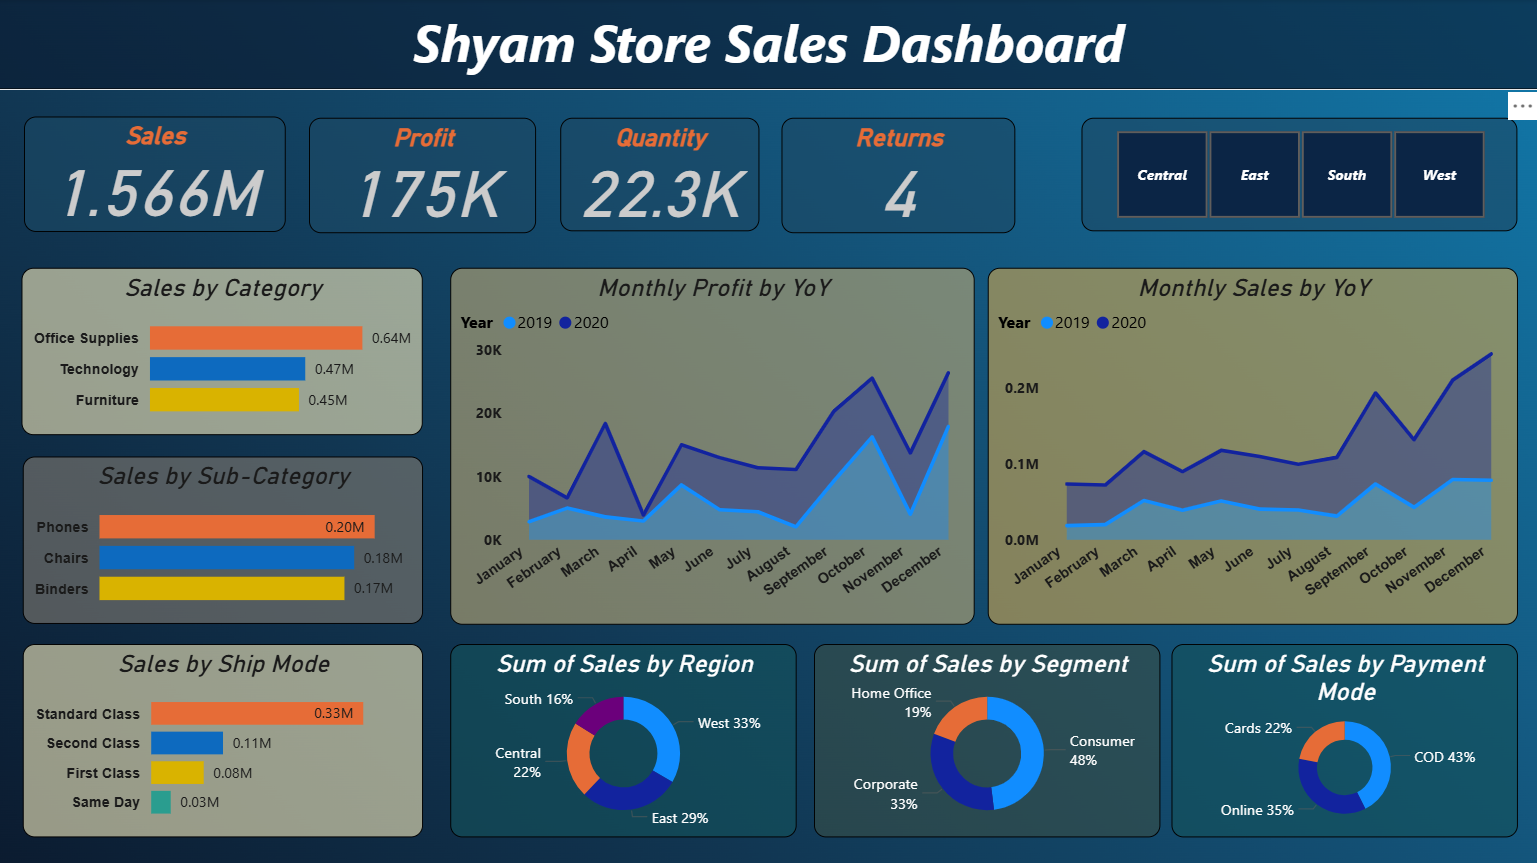 Shyam Store Sales Dashboard
Sales
1.566M
Profit
175K
Quantity
22.3K
Returns
4
Central
East
South
West
Sales by Category
Office Supplies 0.64M
Technology 0.47M
Furniture 0.45M
Sales by Sub-Category
Phones 0.20M
Chairs 0.18M
Binders 0.17M
Sales by Ship Mode
Standard Class 0.33M
Second Class 0.11M
First Class 0.08M
Same Day 0.03M
Monthly Profit by YoY
Year 2019 2020
30K
20K
10K
0K
January
February
March
April
May
June
July
August
September
October
November
December
Monthly Sales by YoY
Year 2019 2020
0.2M
0.1M
0.0M
January
February
March
April
May
June
July
August
September
October
November
December
Sum of Sales by Region
South 16%
West 33%
Central
22%
East 29%
Sum of Sales by Segment
Home Office
19%
Consumer
48%
Corporate
33%
Sum of Sales by Payment
Mode
Cards 22%
COD 43%
Online 35%